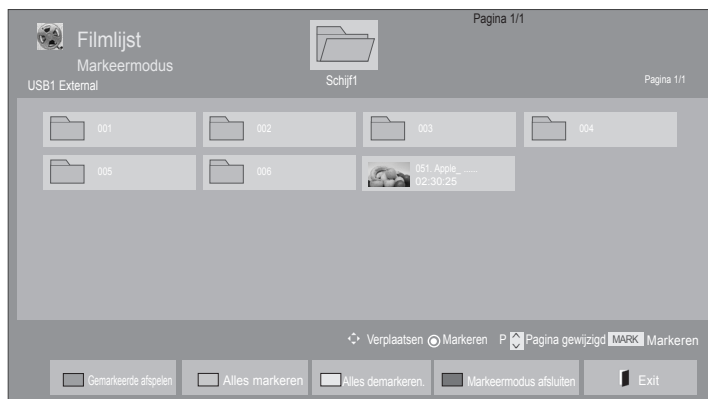 Pagina 1/1
Filmlijst
Markeermodus
USB1 External
Schijf1
Pagina 1/1
001
002
003
004
005
006
051. Apple_ ......
02:30:25
Verplaatsen Markeren P Pagina gewijzigd MARK Markeren
Gemarkeerde afspelen
Alles markeren
Alles demarkeren.
Markeermodus afsluiten
Exit